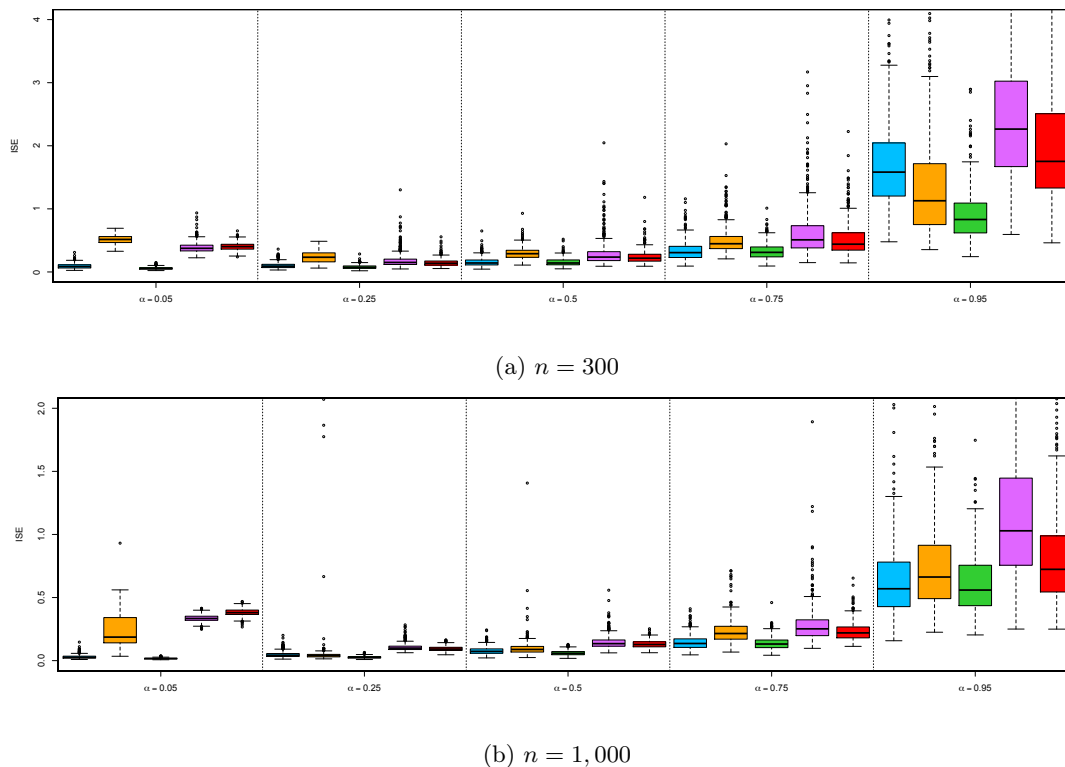 4
3
2
1
0
ISE
α = 0.05
α = 0.25
α = 0.5
α = 0.75
α = 0.95
(a) n = 300
2.0
1.5
1.0
0.5
0.0
ISE
α = 0.05
α = 0.25
α = 0.5
α = 0.75
α = 0.95
(b) n = 1, 000